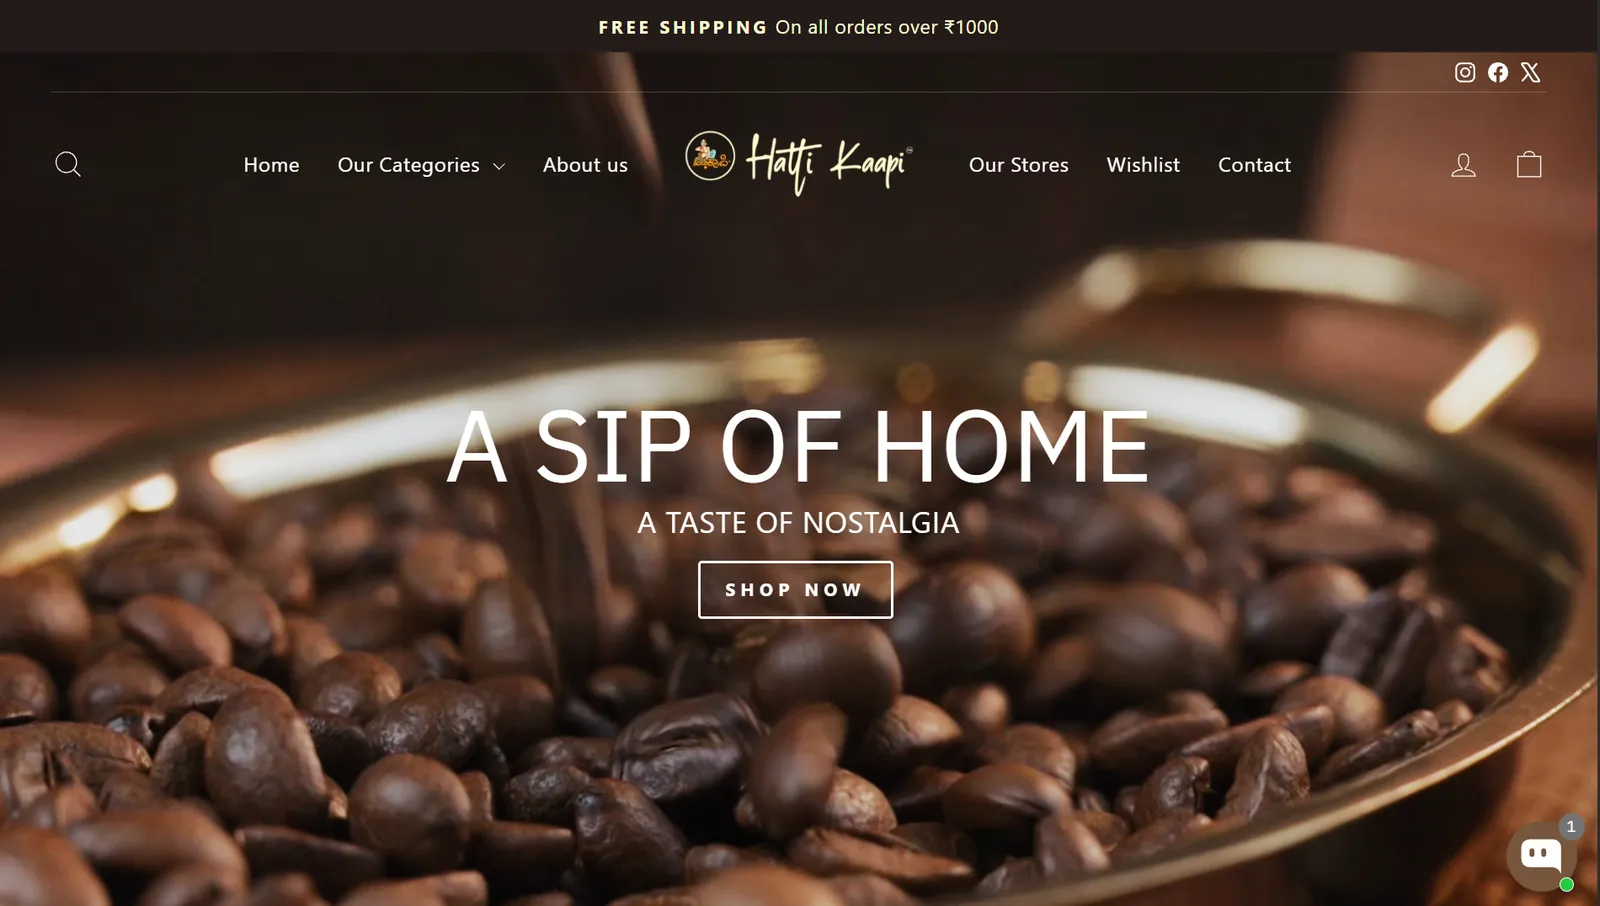 FREE SHIPPING On all orders over ₹1000
Home
Our Categories
About us
Hatti Kaapi
Our Stores
Wishlist
Contact
A SIP OF HOME
A TASTE OF NOSTALGIA
SHOP NOW
1